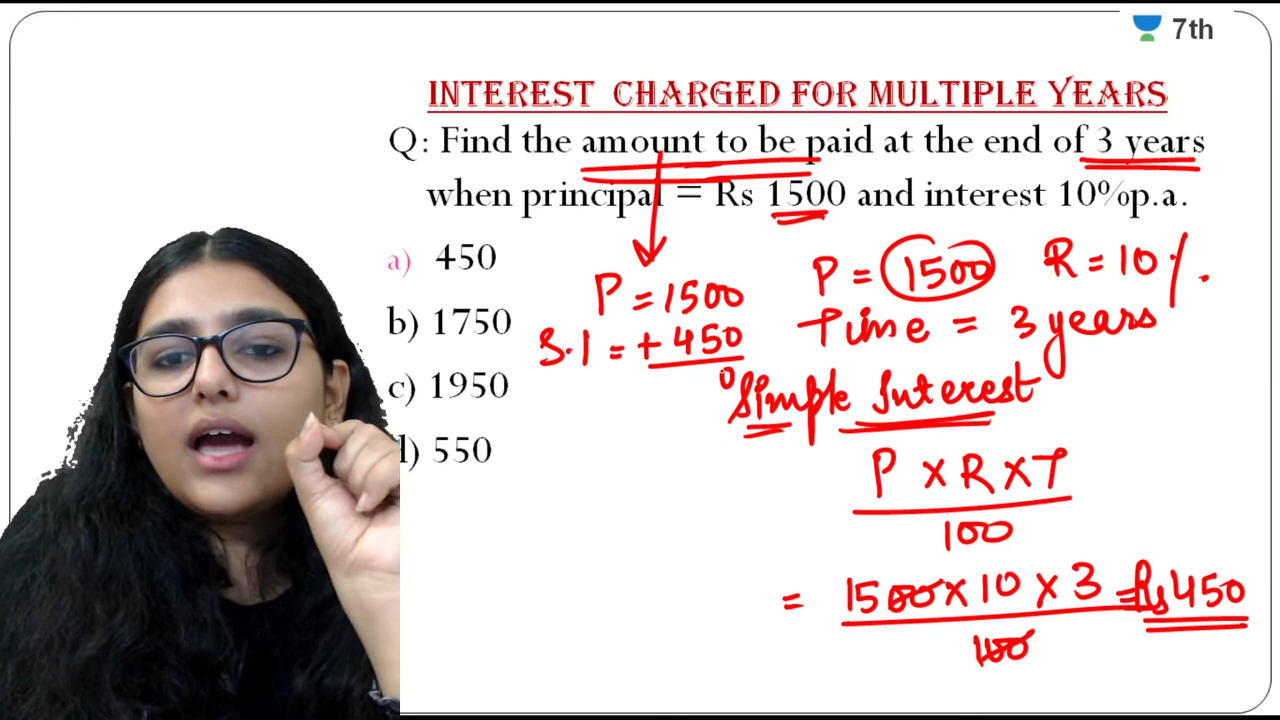 7th
INTEREST CHARGED FOR MULTIPLE YEARS
Q: Find the amount to be paid at the end of 3 years
when principal = Rs 1500 and interest 10%p.a.
a) 450
b) 1750
c) 1950
d) 550
P = 1500
S.I = + 450
P = 1500 R = 10%.
Time = 3 years
Simple Interest
P × R × T
100
= 1500 × 10 × 3 = Rs 450
100